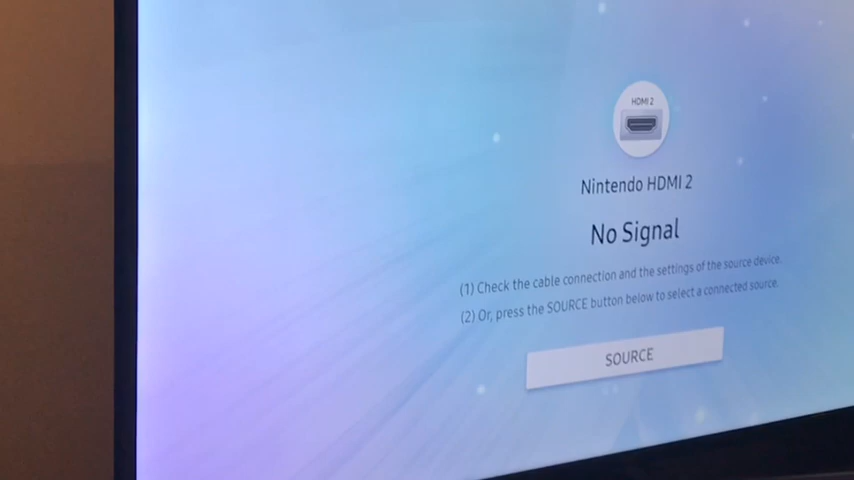 HDMI 2
Nintendo HDMI 2
No Signal
(1) Check the cable connection and the settings of the source device.
(2) Or, press the SOURCE button below to select a connected source.
SOURCE